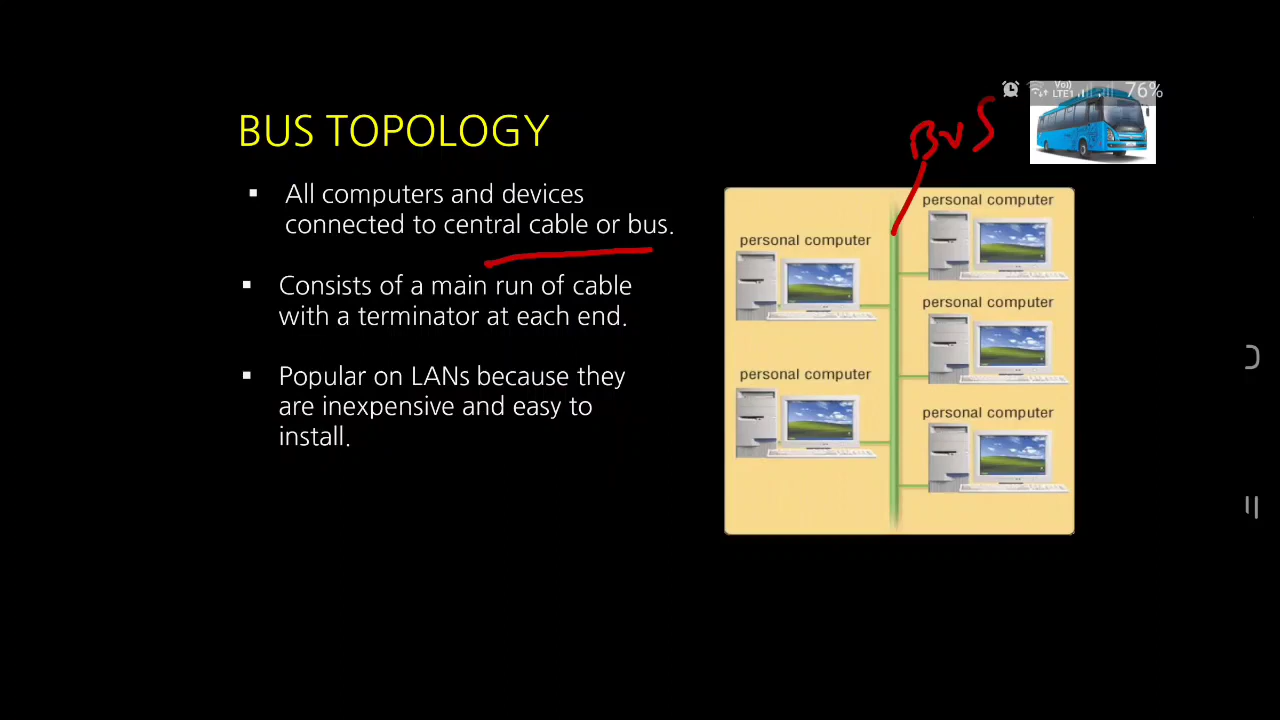 Vo))
LTE1
76%
BUS
BUS TOPOLOGY
▪ All computers and devices
connected to central cable or bus.
▪ Consists of a main run of cable
with a terminator at each end.
▪ Popular on LANs because they
are inexpensive and easy to
install.
personal computer
personal computer
personal computer
personal computer
personal computer